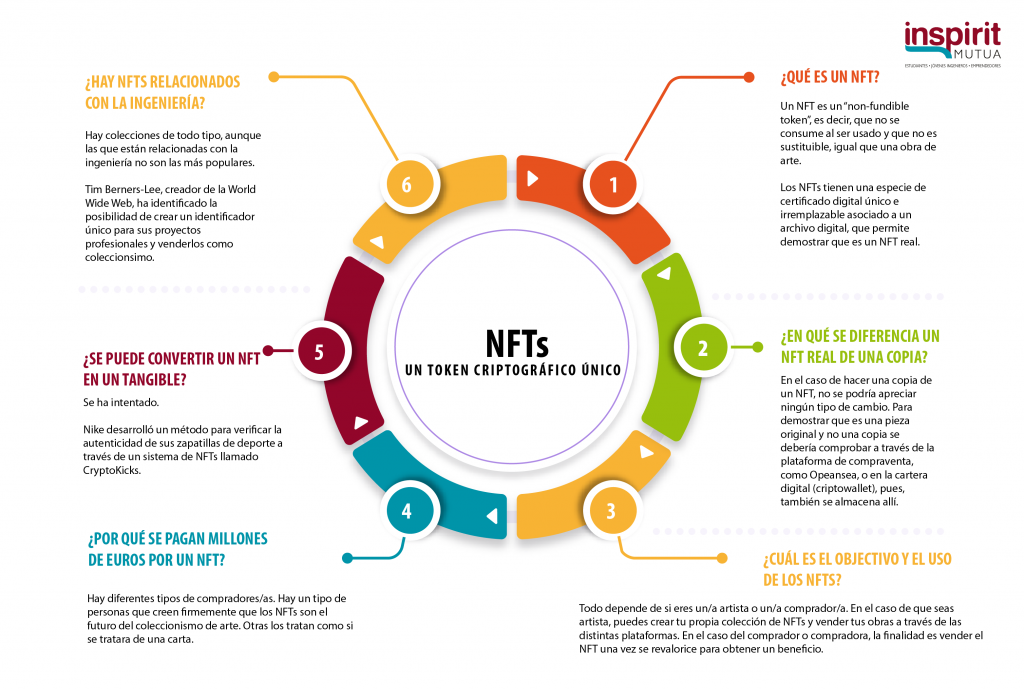 inspirit
MUTUA
ESTUDIANTES • JÓVENES INGENIEROS • EMPRENDEDORES
NFTs
UN TOKEN CRIPTOGRÁFICO ÚNICO
1
¿QUÉ ES UN NFT?
Un NFT es un “non-fundible
token”, es decir, que no se
consume al ser usado y que no es
sustituible, igual que una obra de
arte.
Los NFTs tienen una especie de
certificado digital único e
irremplazable asociado a un
archivo digital, que permite
demostrar que es un NFT real.
2
¿EN QUÉ SE DIFERENCIA UN
NFT REAL DE UNA COPIA?
En el caso de hacer una copia de
un NFT, no se podría apreciar
ningún tipo de cambio. Para
demostrar que es una pieza
original y no una copia se
debería comprobar a través de la
plataforma de compraventa,
como Opeansea, o en la cartera
digital (criptowallet), pues,
también se almacena allí.
3
¿CUÁL ES EL OBJECTIVO Y EL USO
DE LOS NFTS?
Todo depende de si eres un/a artista o un/a comprador/a. En el caso de que seas
artista, puedes crear tu propia colección de NFTs y vender tus obras a través de las
distintas plataformas. En el caso del comprador o compradora, la finalidad es vender el
NFT una vez se revalorice para obtener un beneficio.
4
¿POR QUÉ SE PAGAN MILLONES
DE EUROS POR UN NFT?
Hay diferentes tipos de compradores/as. Hay un tipo de
personas que creen firmemente que los NFTs son el
futuro del coleccionismo de arte. Otras los tratan como si
se tratara de una carta.
5
¿SE PUEDE CONVERTIR UN NFT
EN UN TANGIBLE?
Se ha intentado.
Nike desarrolló un método para verificar la
autenticidad de sus zapatillas de deporte a
través de un sistema de NFTs llamado
CryptoKicks.
6
¿HAY NFTS RELACIONADOS
CON LA INGENIERÍA?
Hay colecciones de todo tipo, aunque
las que están relacionadas con la
ingeniería no son las más populares.
Tim Berners-Lee, creador de la World
Wide Web, ha identificado la
posibilidad de crear un identificador
único para sus proyectos
profesionales y venderlos como
coleccionsimo.